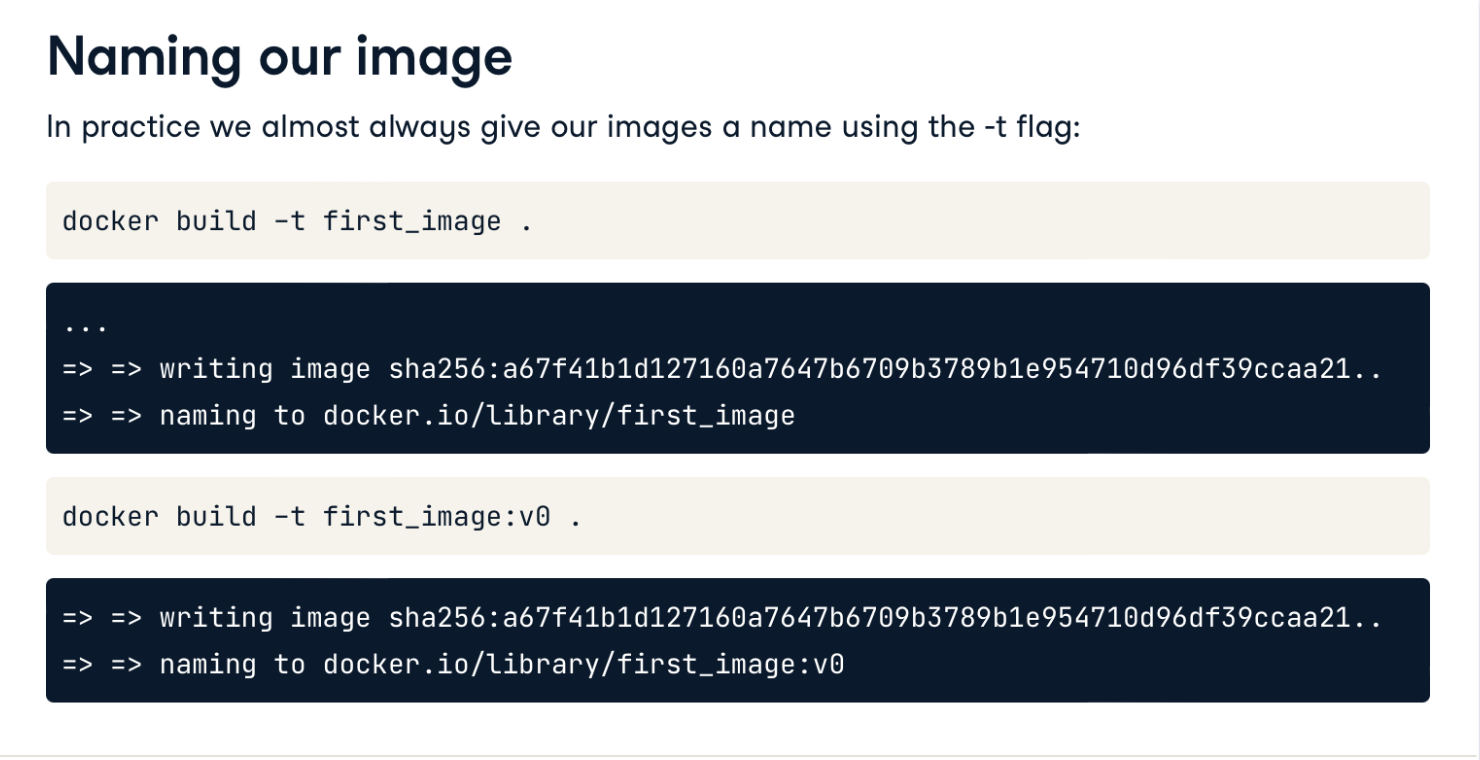 Naming our image
In practice we almost always give our images a name using the -t flag:
docker build -t first_image .
...
=> => writing image sha256:a67f41b1d127160a7647b6709b3789b1e954710d96df39ccaa21..
=> => naming to docker.io/library/first_image
docker build -t first_image:v0 .
=> => writing image sha256:a67f41b1d127160a7647b6709b3789b1e954710d96df39ccaa21..
=> => naming to docker.io/library/first_image:v0